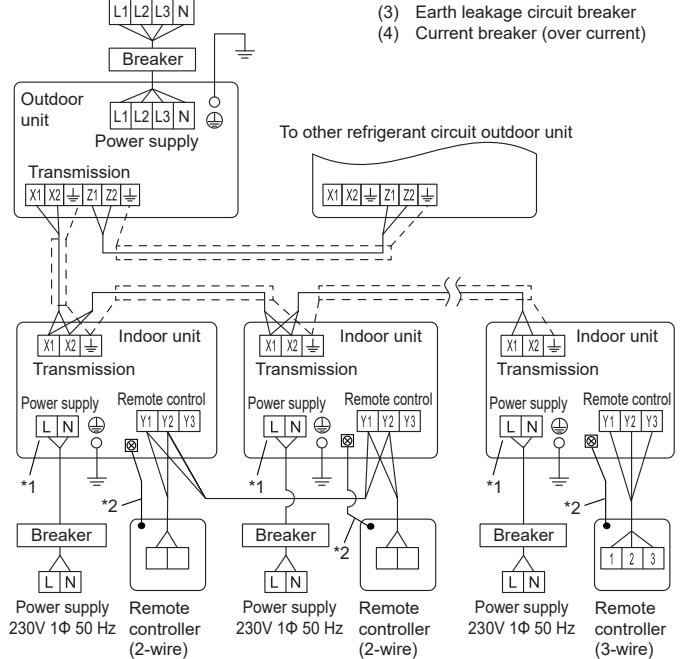 L1 L2 L3 N
(3) Earth leakage circuit breaker
(4) Current breaker (over current)
Breaker
Outdoor
unit
L1 L2 L3 N
Power supply
To other refrigerant circuit outdoor unit
Transmission
X1 X2 Z1 Z2
X1 X2 Z1 Z2
Indoor unit
X1 X2
Transmission
Power supply
Remote control
L N
Y1 Y2 Y3
*1
*2
Breaker
L N
Power supply
230V 1Φ 50 Hz
Remote
controller
(2-wire)
Indoor unit
X1 X2
Transmission
Power supply
Remote control
L N
Y1 Y2 Y3
*1
*2
Breaker
L N
Power supply
230V 1Φ 50 Hz
Remote
controller
(2-wire)
Indoor unit
X1 X2
Transmission
Power supply
Remote control
L N
Y1 Y2 Y3
*1
*2
Breaker
1 2 3
L N
Power supply
230V 1Φ 50 Hz
Remote
controller
(3-wire)